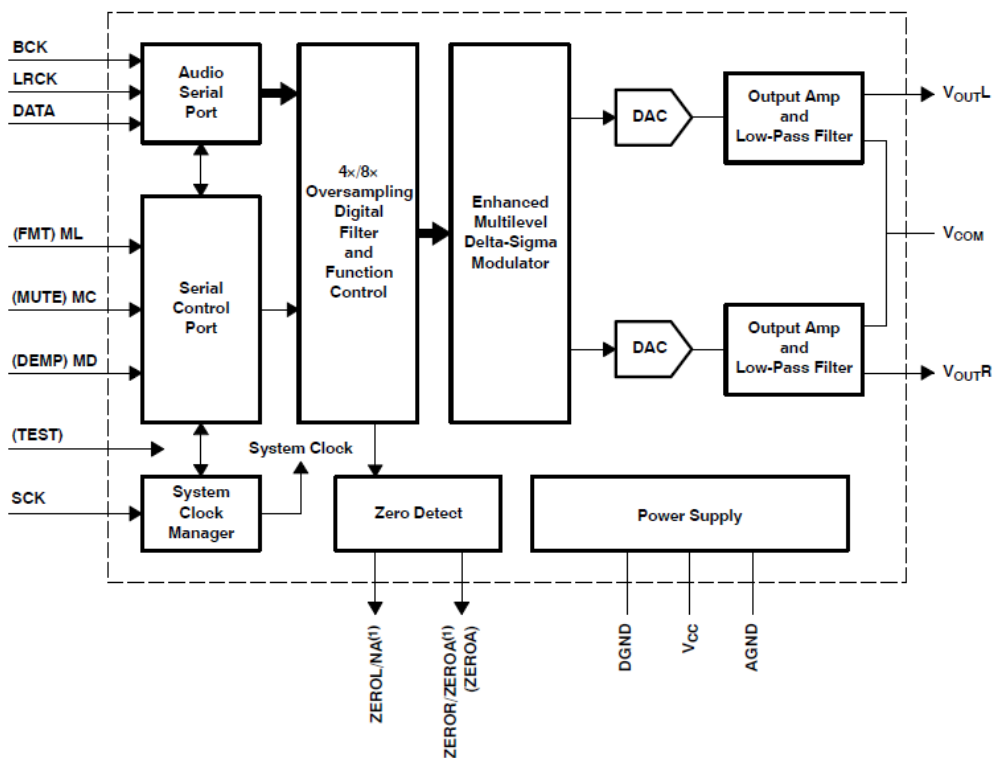 BCK
LRCK
DATA
Audio
Serial
Port
(FMT) ML
(MUTE) MC
(DEMP) MD
Serial
Control
Port
(TEST)
SCK
System
Clock
Manager
System Clock
4x/8x
Oversampling
Digital
Filter
and
Function
Control
Enhanced
Multilevel
Delta-Sigma
Modulator
DAC
Output Amp
and
Low-Pass Filter
VOUTL
VCOM
DAC
Output Amp
and
Low-Pass Filter
VOUTR
Zero Detect
Power Supply
ZEROL/NA(1)
ZEROR/ZEROA(1)
(ZEROA)
DGND
VCC
AGND